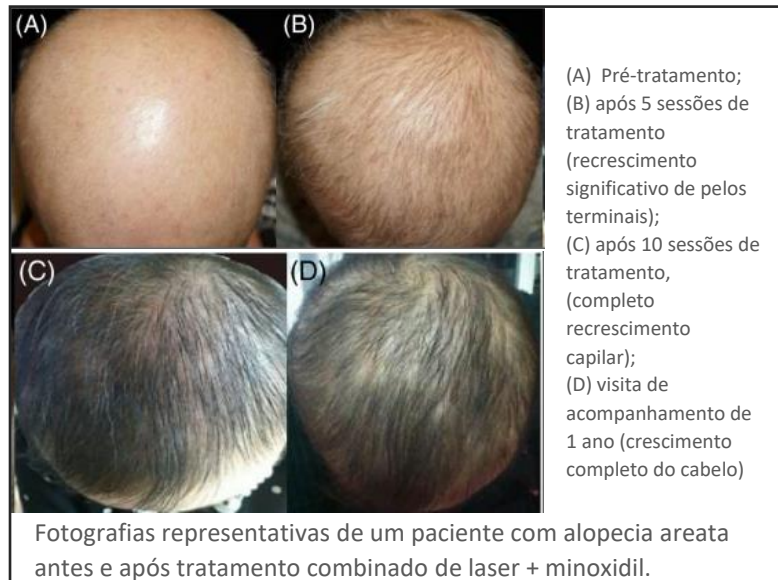 (A)
(B)
(C)
(D)
(A) Pré-tratamento;
(B) após 5 sessões de
tratamento
(recrescimento
significativo de pelos
terminais);
(C) após 10 sessões de
tratamento,
(completo
recrescimento
capilar);
(D) visita de
acompanhamento de
1 ano (crescimento
completo do cabelo)
Fotografias representativas de um paciente com alopecia areata
antes e após tratamento combinado de laser + minoxidil.